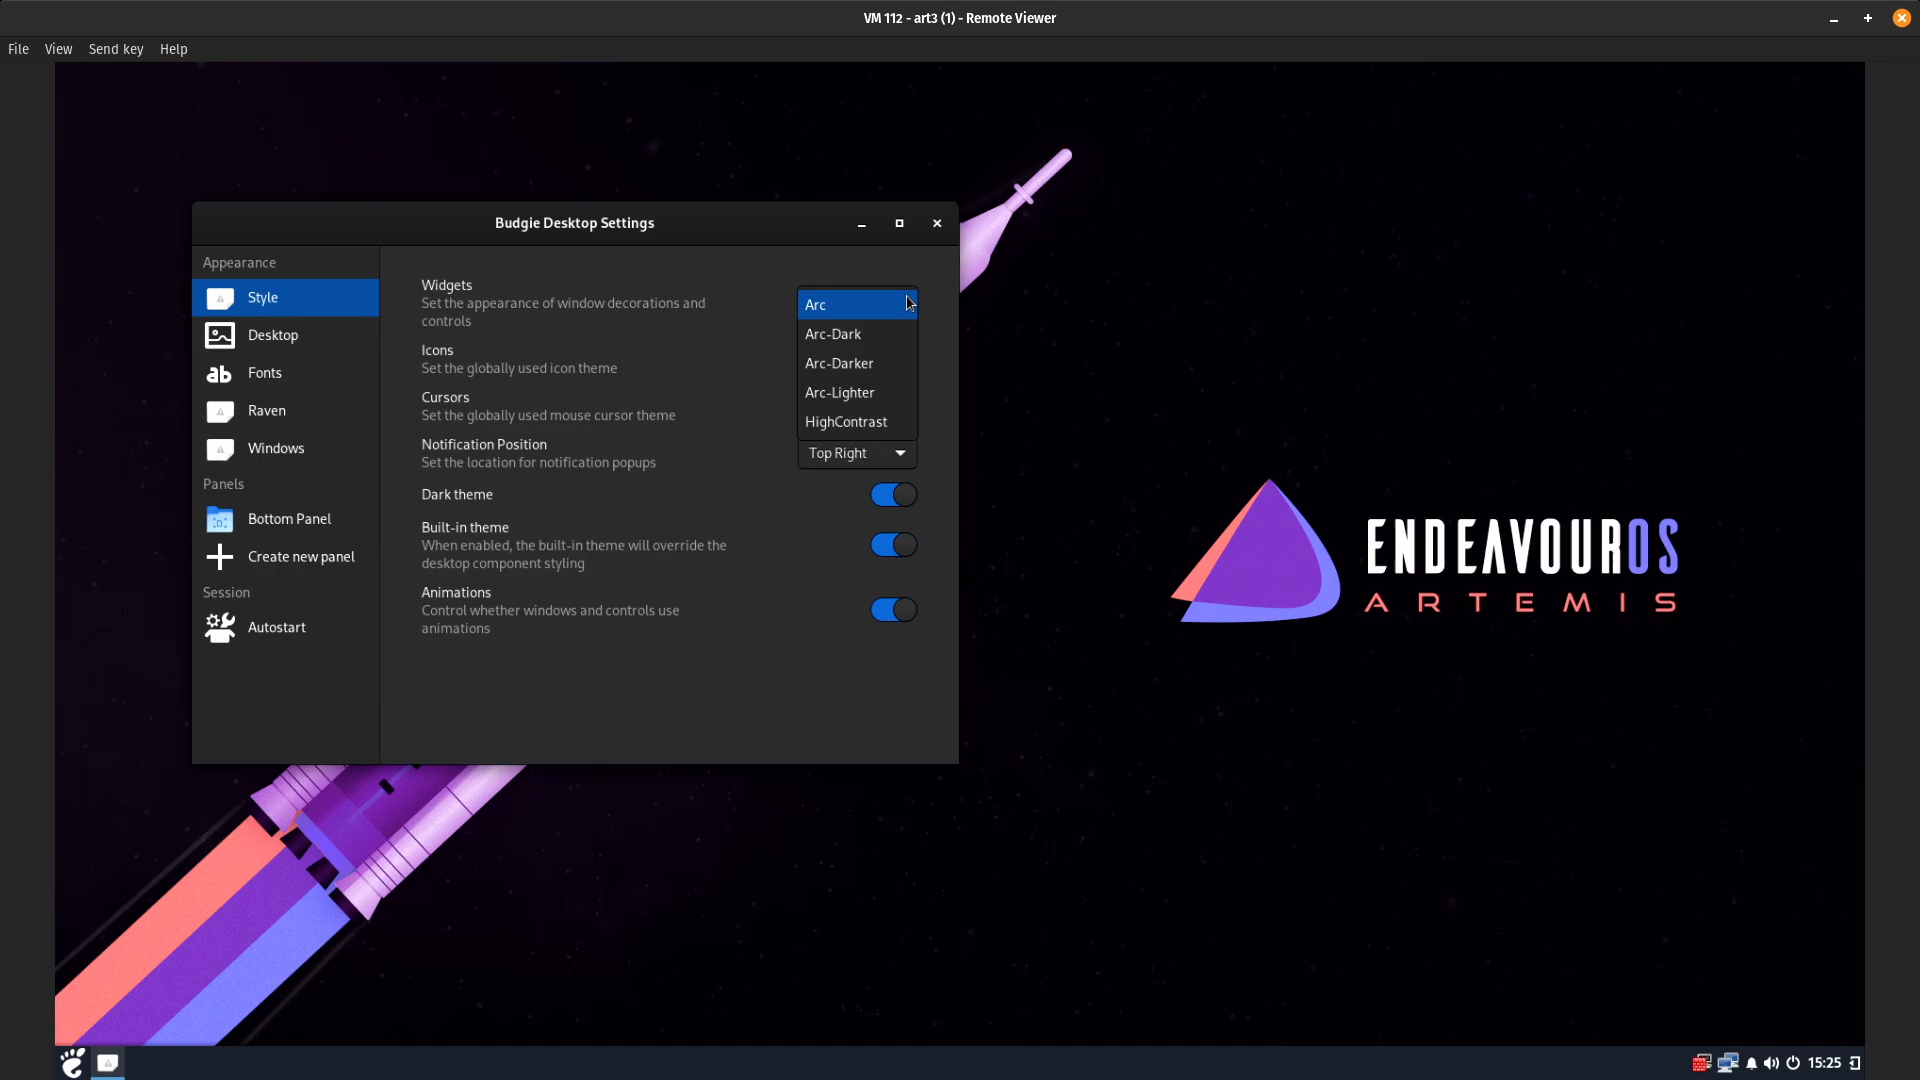 VM 112 - art3 (1) - Remote Viewer
File View Send key Help
Budgie Desktop Settings
Appearance
Style
Desktop
Fonts
Raven
Windows
Panels
Bottom Panel
Create new panel
Session
Autostart
Widgets
Set the appearance of window decorations and
controls
Icons
Set the globally used icon theme
Cursors
Set the globally used mouse cursor theme
Notification Position
Set the location for notification popups
Dark theme
Built-in theme
When enabled, the built-in theme will override the
desktop component styling
Animations
Control whether windows and controls use
animations
Arc
Arc-Dark
Arc-Darker
Arc-Lighter
HighContrast
Top Right
ENDEAVOUROS
ARTEMIS
15:25